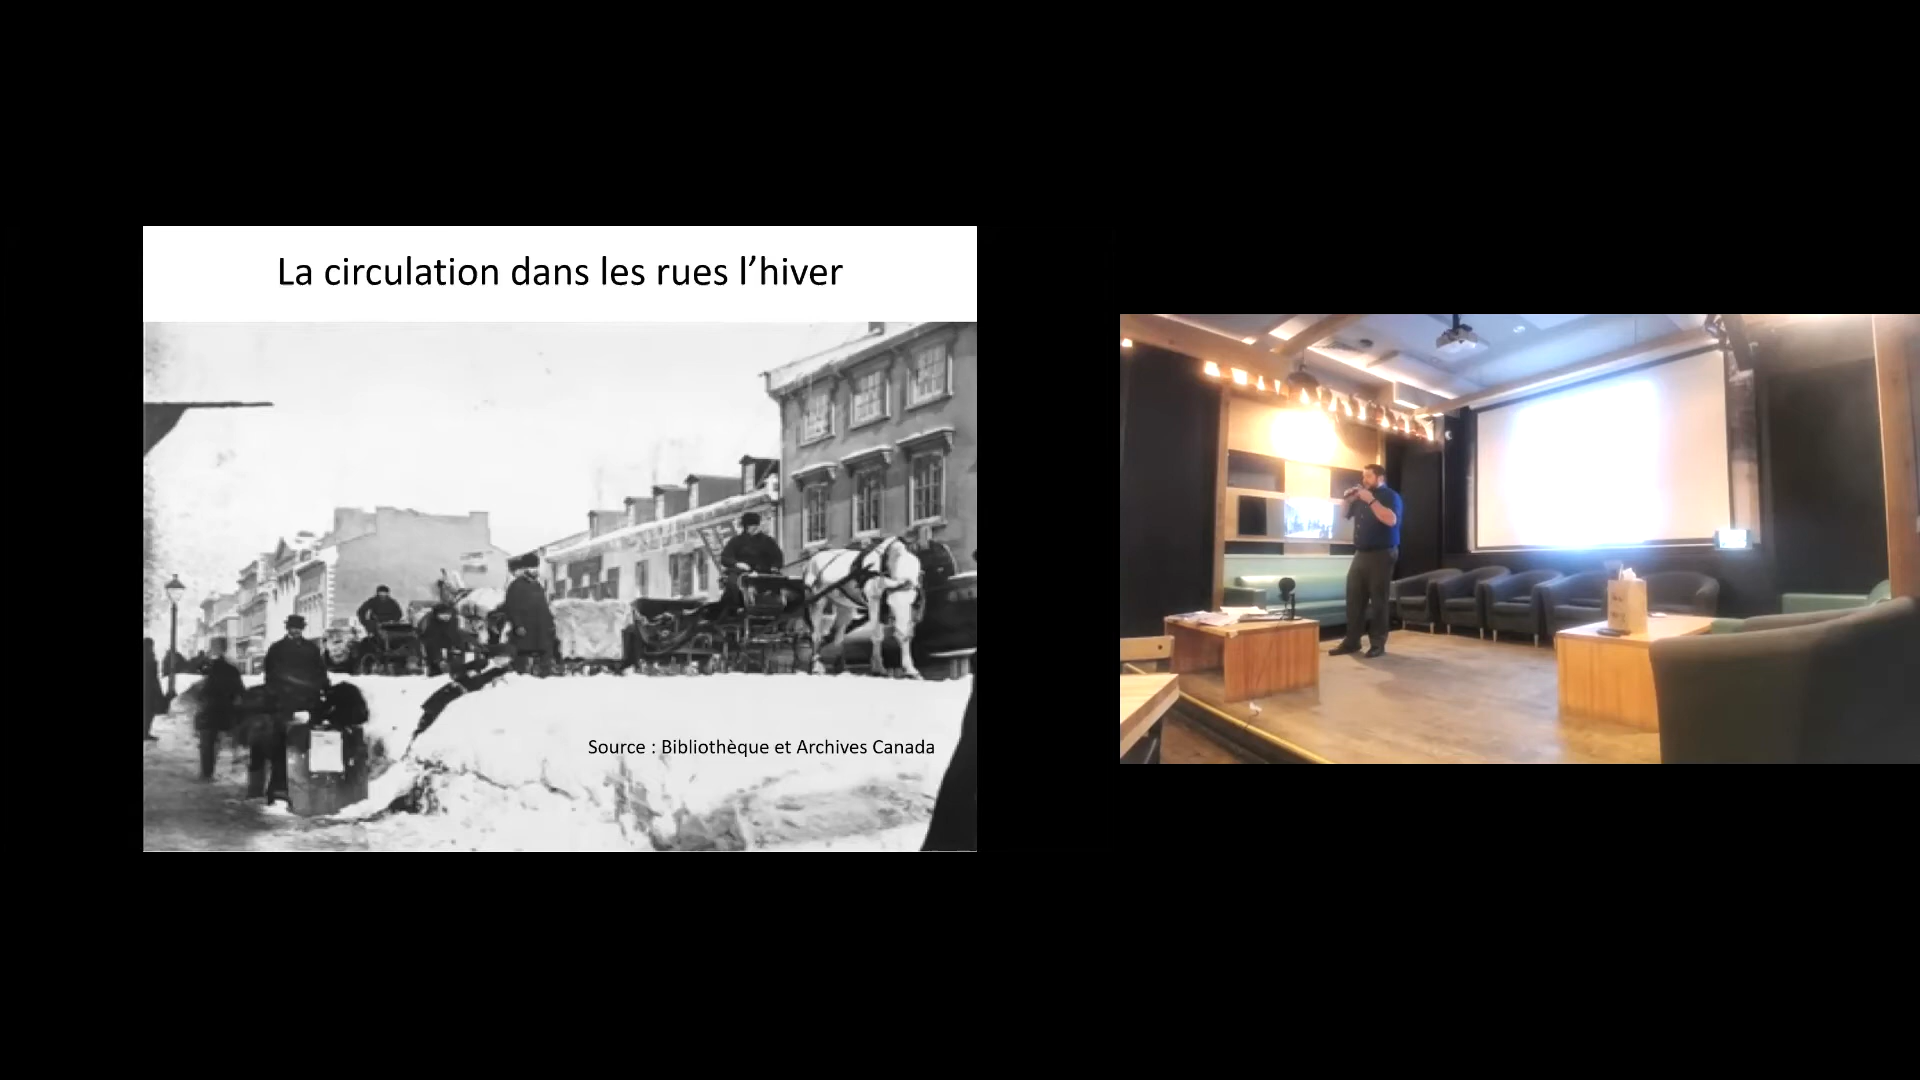 La circulation dans les rues l’hiver
Source : Bibliothèque et Archives Canada